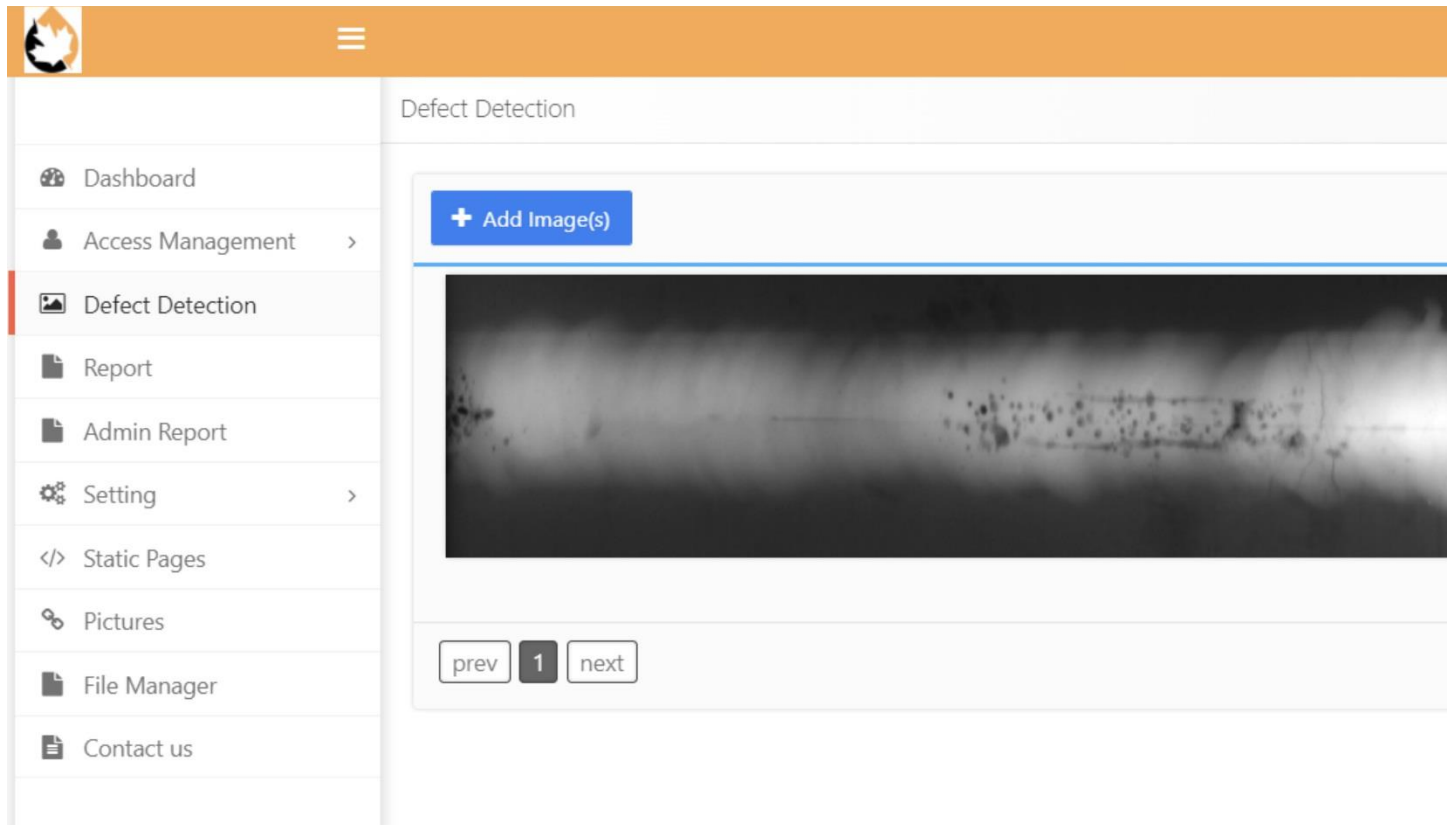 Defect Detection
Dashboard
Access Management
Defect Detection
Report
Admin Report
Setting
Static Pages
Pictures
File Manager
Contact us
+ Add Image(s)
prev 1 next